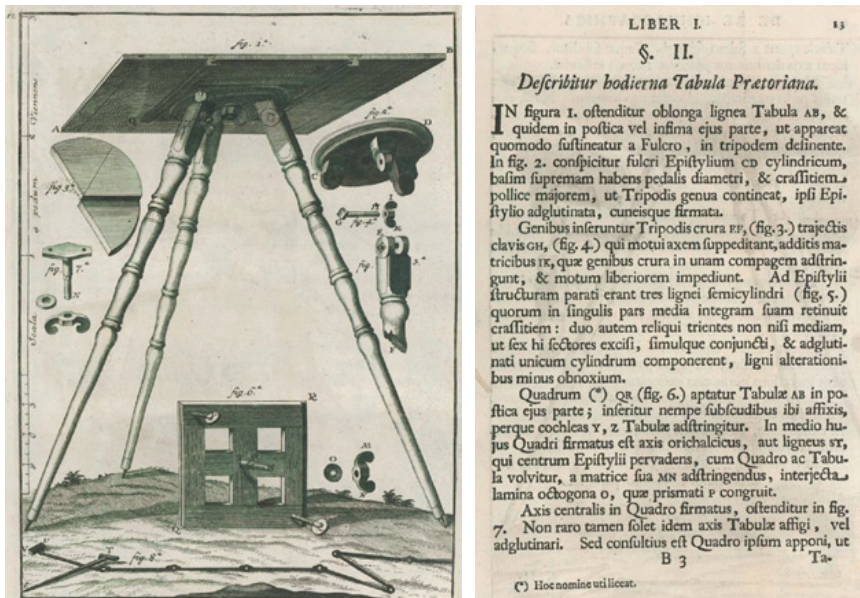 fig. 1.ª
B
A
Q
fig. 2.ª
D
C
fig. 3.ª
fig. 4.ª
G
H
I
fig. 7.ª
N
fig. 5.ª
E
F
Scala
4 pedum
Viennens.
fig. 6.ª
R
O
M
N
fig. 8.ª
T
LIBER I. 13
§. II.
Deſcribitur hodierna Tabula Prætoriana.
IN figura 1. oſtenditur oblonga lignea Tabula AB, &
quidem in poſtica vel infima ejus parte, ut appareat
quomodo ſuſtineatur a Fulcro, in tripodem deſinente.
In fig. 2. conſpicitur fulcri Epiſtylium CD cylindricum,
baſim ſupremam habens pedalis diametri, & craſſitiem
pollice majorem, ut Tripodis genua contineat, ipſi Epi-
ſtylio adglutinata, cuneisque firmata.
Genibus inſeruntur Tripodis crura EF, (fig. 3.) trajectis
clavis GH, (fig. 4.) qui motui axem ſuppeditant, additis ma-
tricibus IK, quæ genibus crura in unam compagem adſtrin-
gunt, & motum liberiorem impediunt. Ad Epiſtylii
ſtructuram parati erant tres lignei ſemicylindri (fig. 5.)
quorum in ſingulis pars media integram ſuam retinuit
craſſitiem : duo autem reliqui trientes non niſi mediam,
ut ſex hi ſectores exciſi, ſimulque conjuncti, & adgluti-
nati unicum cylindrum componerent, ligni alterationi-
bus minus obnoxium.
Quadrum (*) QR (fig. 6.) aptatur Tabulæ AB in po-
ſtica ejus parte ; inſeritur nempe ſubſcudibus ibi affixis,
perque cochleas Y, Z Tabulæ adſtringitur. In medio hu-
jus Quadri firmatus eſt axis orichalcicus, aut ligneus ST,
qui centrum Epiſtylii pervadens, cum Quadro ac Tabu-
la volvitur, a matrice ſua MN adſtringendus, interjecta
lamina octogona O, quæ prismati P congruit.
Axis centralis in Quadro firmatus, oſtenditur in fig.
7. Non raro tamen ſolet idem axis Tabulæ affigi, vel
adglutinari. Sed conſultius eſt Quadro ipſum apponi, ut
B 3 Ta-
(*) Hoc nomine uti liceat.